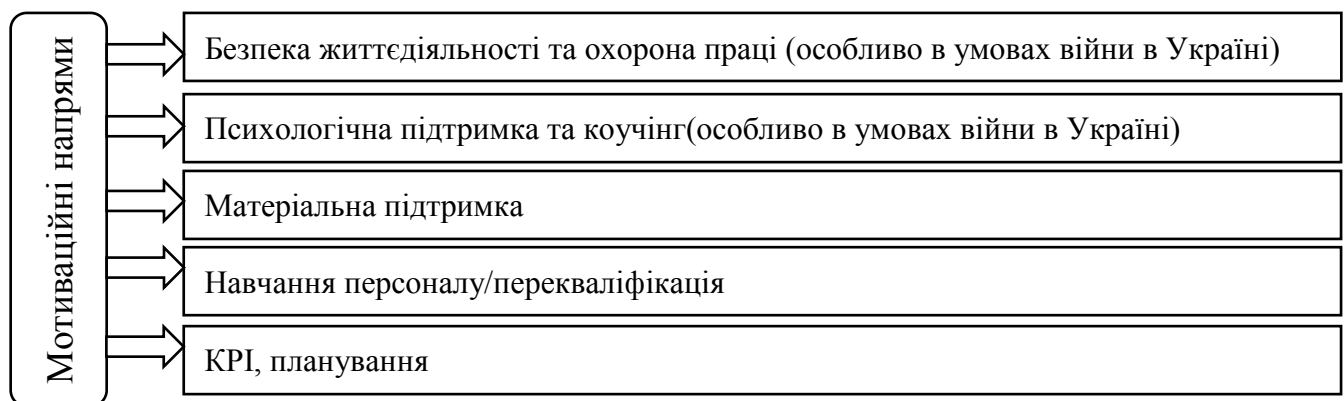 Мотиваційні напрями
Безпека життєдіяльності та охорона праці (особливо в умовах війни в Україні)
Психологічна підтримка та коучінг(особливо в умовах війни в Україні)
Матеріальна підтримка
Навчання персоналу/перекваліфікація
KPI, планування